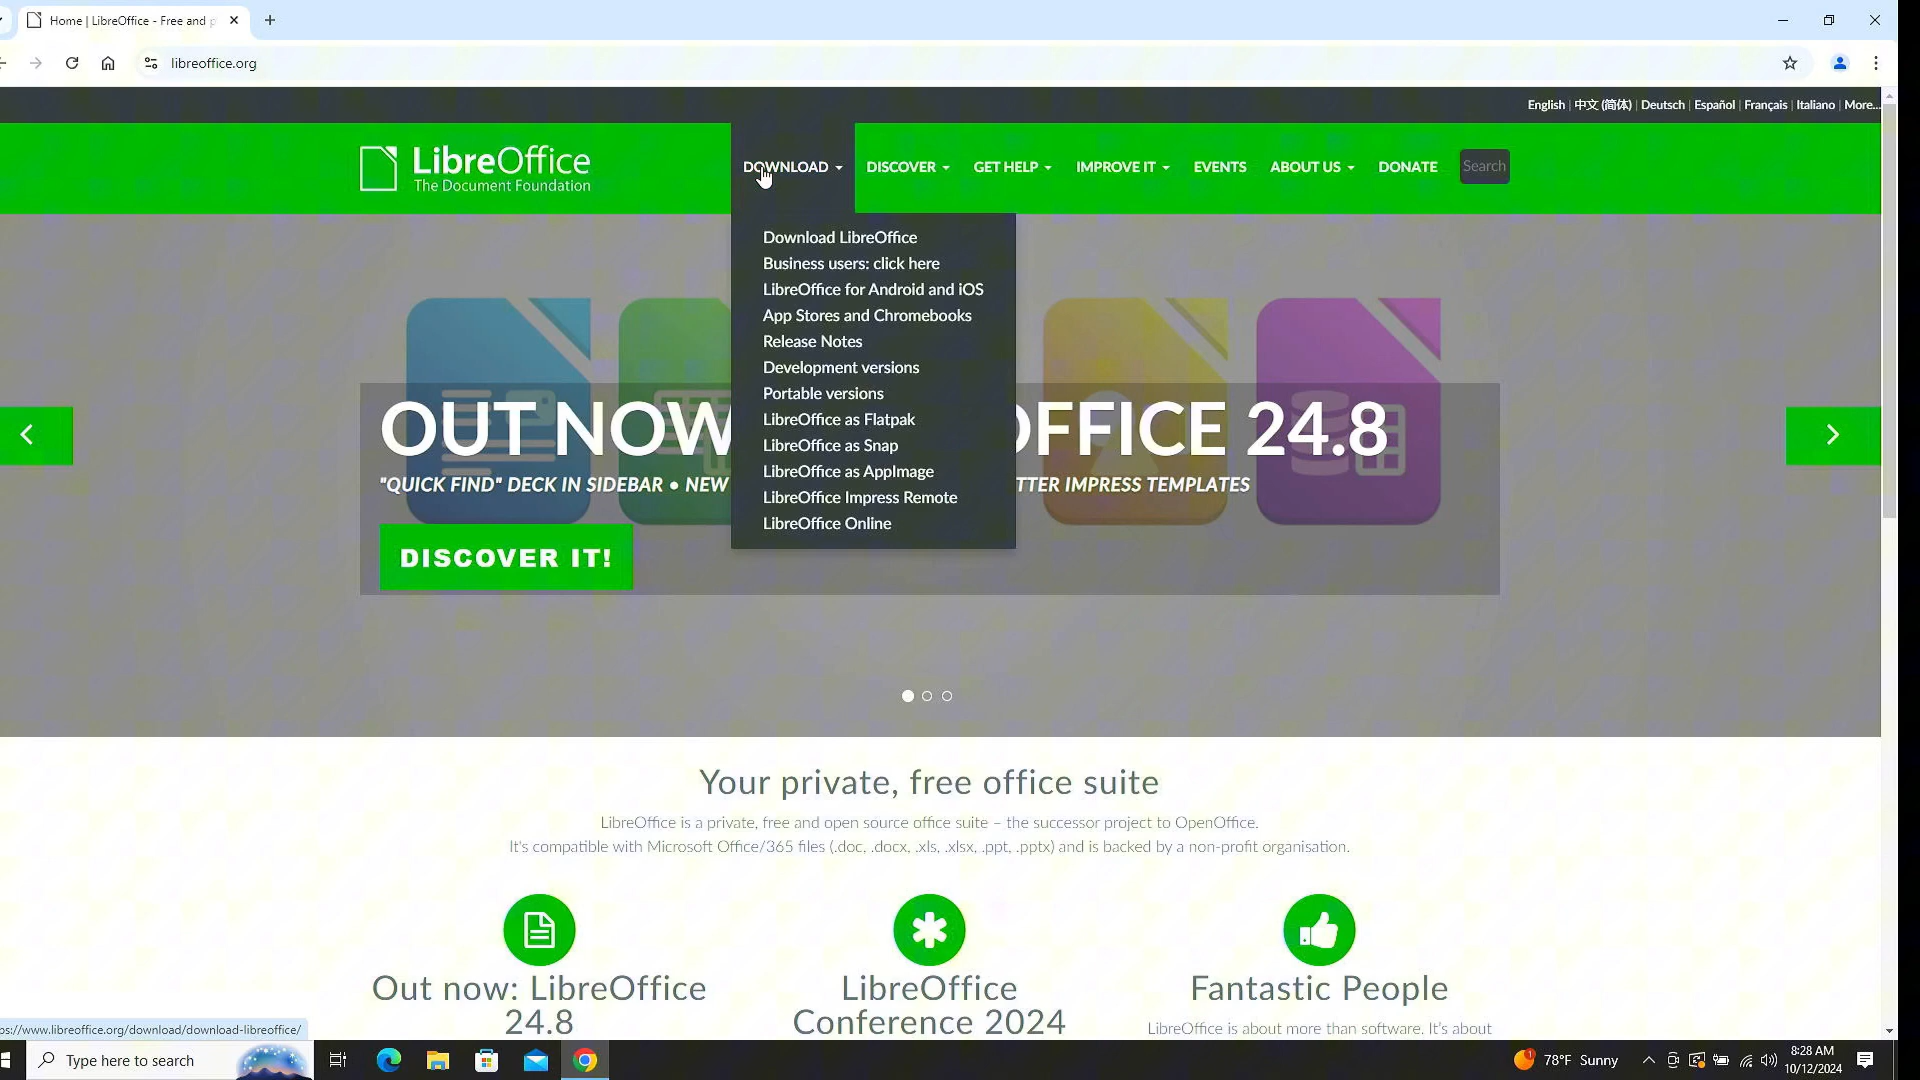 Home | LibreOffice - Free and p
libreoffice.org
English | 中文 (简体) | Deutsch | Español | Français | Italiano | More...
LibreOffice
The Document Foundation
DOWNLOAD DISCOVER GET HELP IMPROVE IT EVENTS ABOUT US DONATE Search
Download LibreOffice
Business users: click here
LibreOffice for Android and iOS
App Stores and Chromebooks
Release Notes
Development versions
Portable versions
LibreOffice as Flatpak
LibreOffice as Snap
LibreOffice as AppImage
LibreOffice Impress Remote
LibreOffice Online
OUT NOW OFFICE 24.8
"QUICK FIND" DECK IN SIDEBAR • NEW TTER IMPRESS TEMPLATES
DISCOVER IT!
Your private, free office suite
LibreOffice is a private, free and open source office suite – the successor project to OpenOffice.
It's compatible with Microsoft Office/365 files (.doc, .docx, .xls, .xlsx, .ppt, .pptx) and is backed by a non-profit organisation.
Out now: LibreOffice
24.8
LibreOffice
Conference 2024
Fantastic People
LibreOffice is about more than software. It's about
ps://www.libreoffice.org/download/download-libreoffice/
Type here to search
78°F Sunny
8:28 AM
10/12/2024